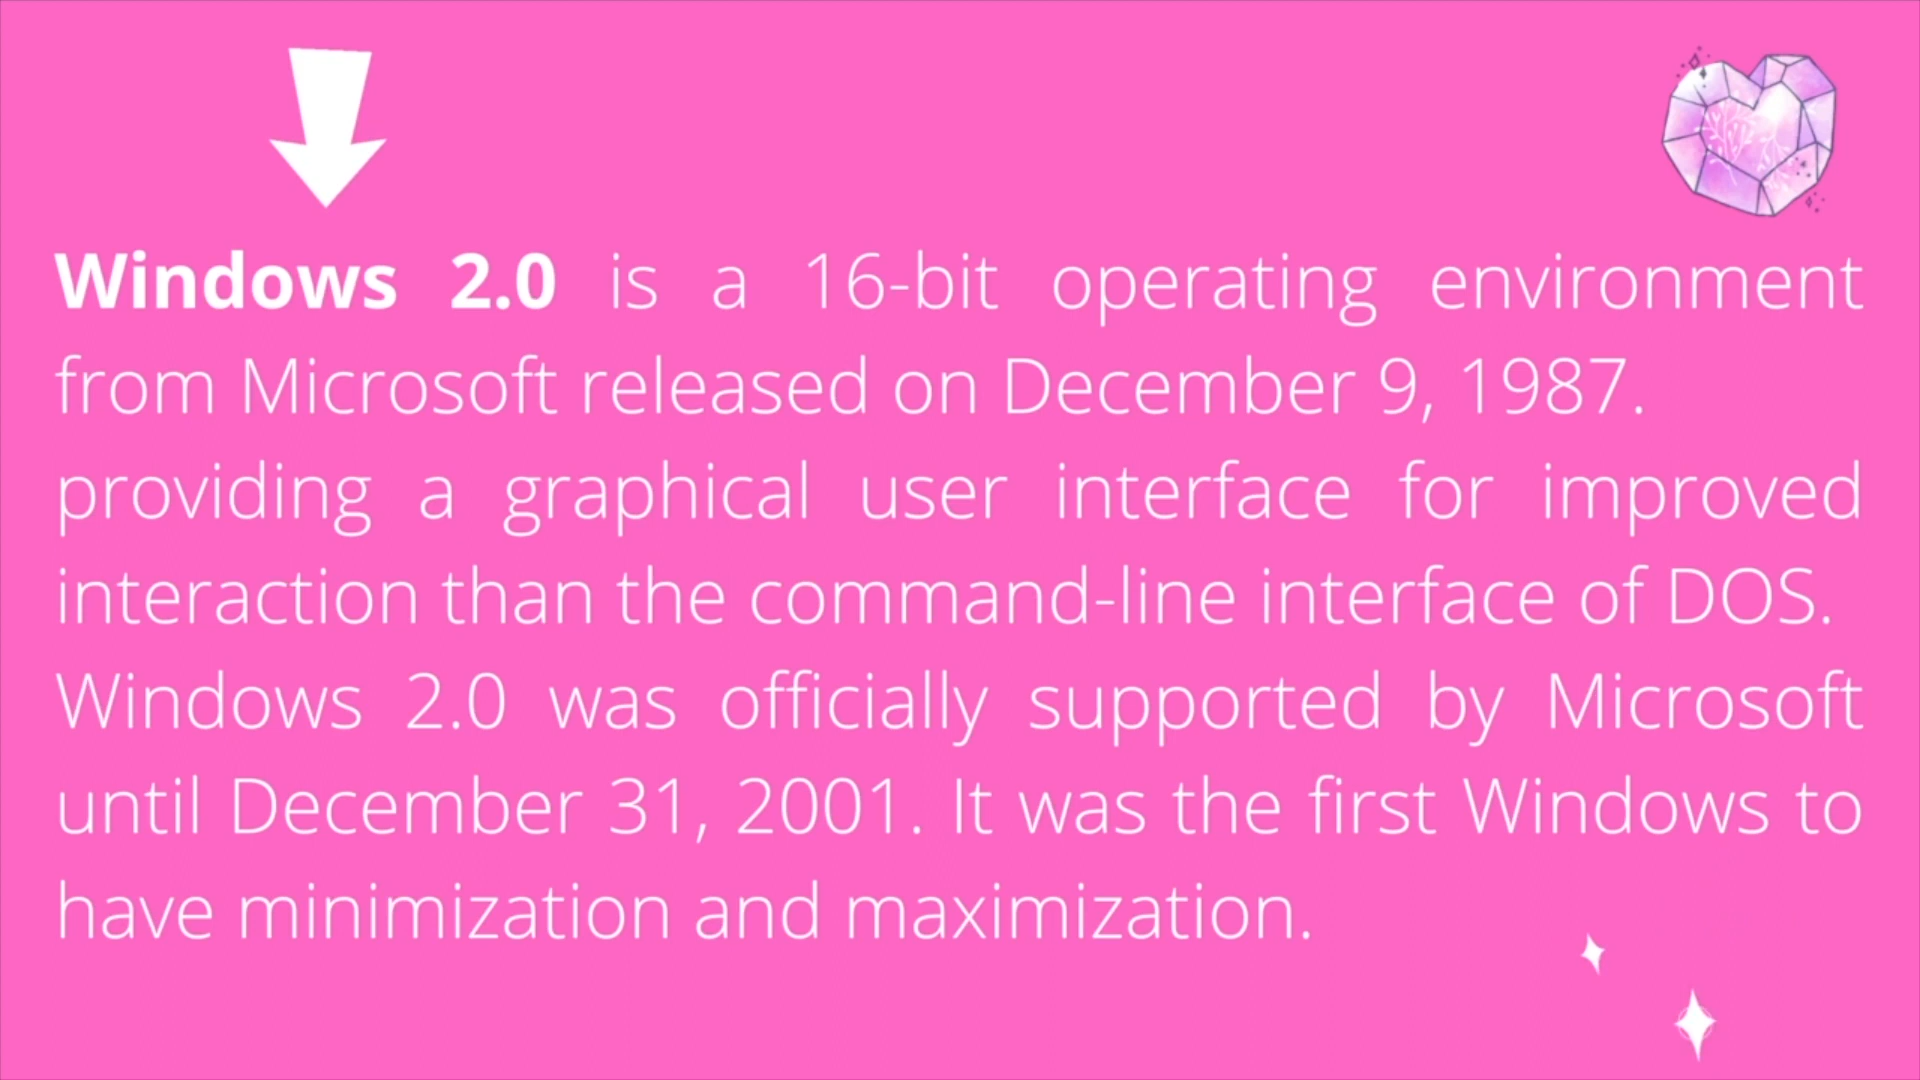 Windows 2.0 is a 16-bit operating environment
from Microsoft released on December 9, 1987.
providing a graphical user interface for improved
interaction than the command-line interface of DOS.
Windows 2.0 was officially supported by Microsoft
until December 31, 2001. It was the first Windows to
have minimization and maximization.